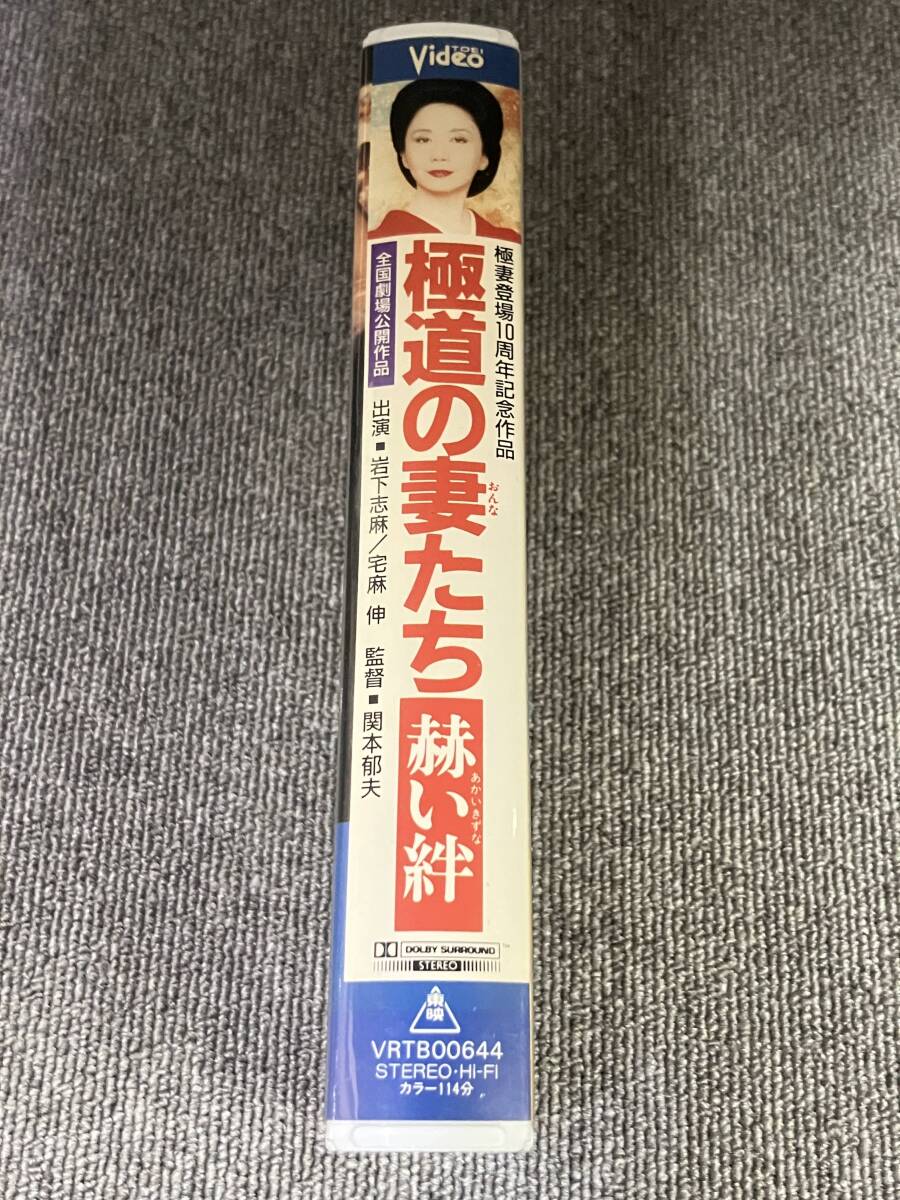 TOEI
Video
極妻登場10周年記念作品
極道の妻たち
おんな
赫い絆
あかいきずな
全国劇場公開作品
出演■岩下志麻/宅麻 伸 監督■関本郁夫
DOLBY SURROUND
™
STEREO
東映
VRTB00644
STEREO・HI-FI
カラー114分